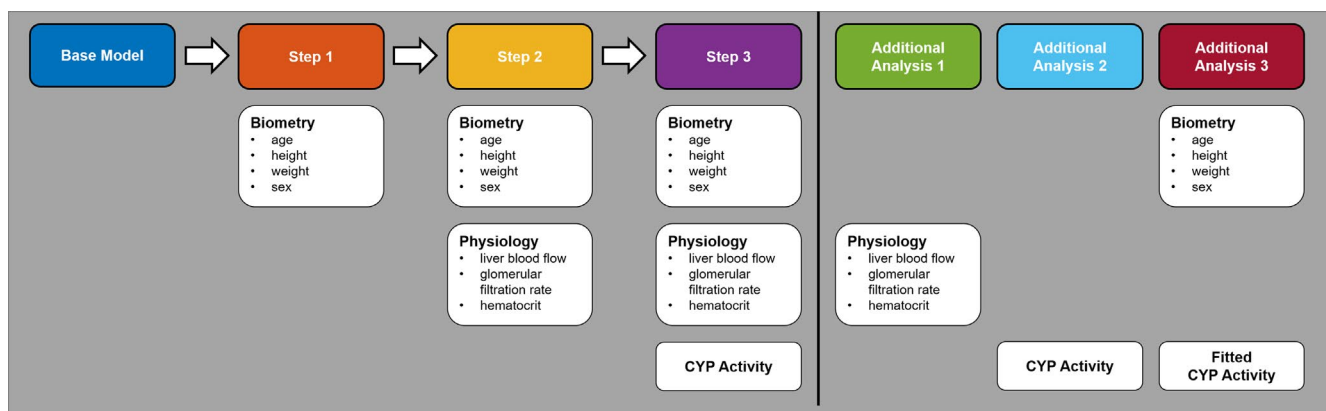 Base Model
Step 1
Step 2
Step 3
Additional
Analysis 1
Additional
Analysis 2
Additional
Analysis 3
Biometry
• age
• height
• weight
• sex
Biometry
• age
• height
• weight
• sex
Biometry
• age
• height
• weight
• sex
Biometry
• age
• height
• weight
• sex
Physiology
• liver blood flow
• glomerular
filtration rate
• hematocrit
Physiology
• liver blood flow
• glomerular
filtration rate
• hematocrit
Physiology
• liver blood flow
• glomerular
filtration rate
• hematocrit
CYP Activity
CYP Activity
Fitted
CYP Activity